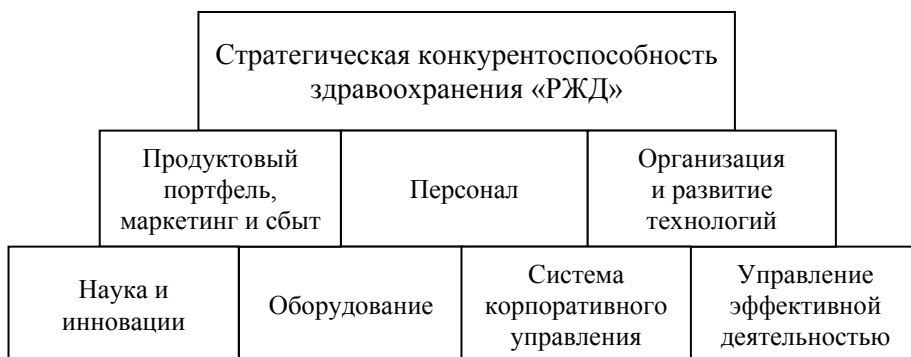 Стратегическая конкурентоспособность
здравоохранения «РЖД»
Продуктовый
портфель,
маркетинг и сбыт
Персонал
Организация
и развитие
технологий
Наука и
инновации
Оборудование
Система
корпоративного
управления
Управление
эффективной
деятельностью